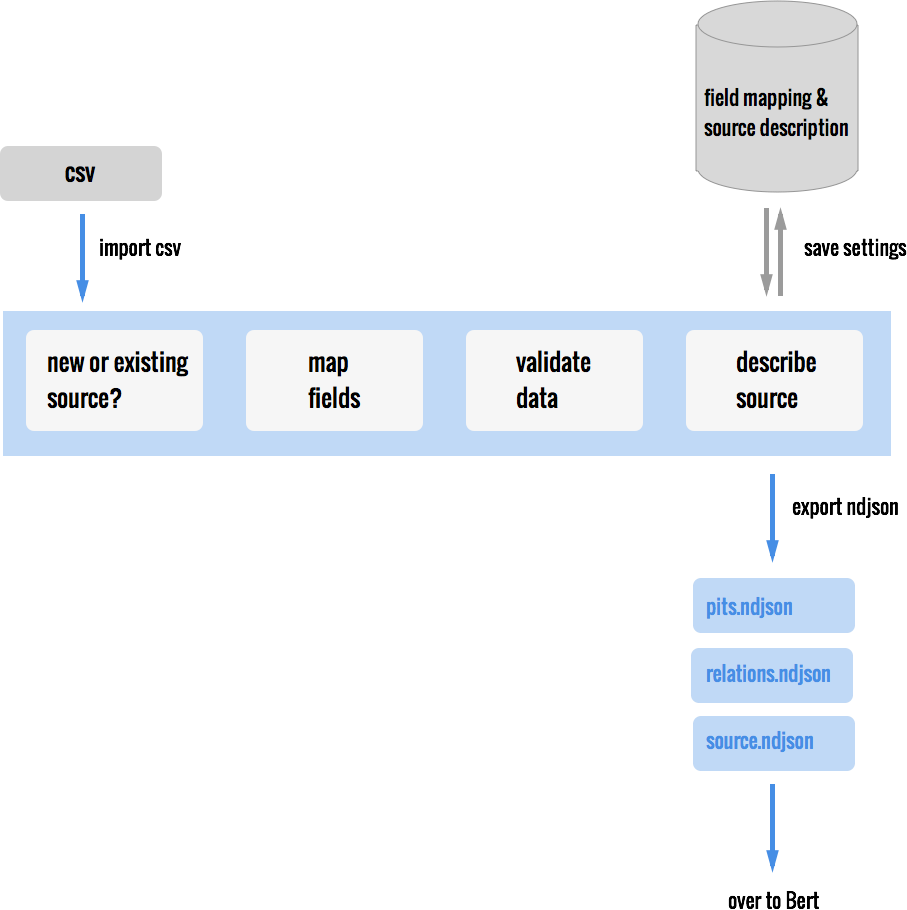 field mapping &
source description
csv
import csv
save settings
new or existing
source?
map
fields
validate
data
describe
source
export ndjson
pits.ndjson
relations.ndjson
source.ndjson
over to Bert